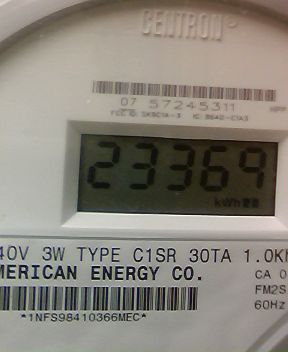 CENTRON
07 57245311
23369
kWh
40V 3W TYPE C1SR 30TA 1.0Kh
MERICAN ENERGY CO.
CA 0
FM2S
60Hz
*1NFS98410366MEC*